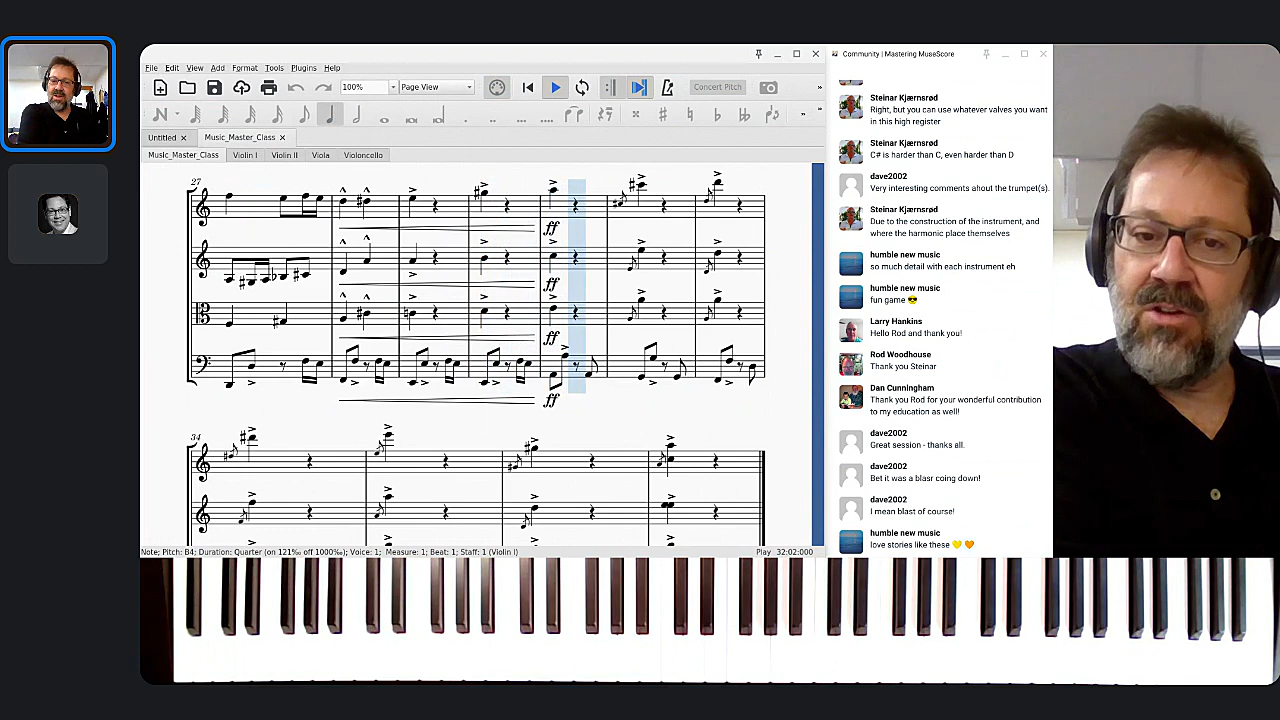 File Edit View Add Format Tools Plugins Help
100% Page View Concert Pitch
Untitled Music_Master_Class
Music_Master_Class Violin I Violin II Viola Violoncello
27
ff
ff
ff
ff
34
Note; Pitch: B4; Duration: Quarter (on 121‰ off 1000‰); Voice: 1; Measure: 1; Beat: 1; Staff: 1 (Violin I) Play 32:02:000
Community | Mastering MuseScore
Steinar Kjærnsrød
Right, but you can use whatever valves you want
in this high register
Steinar Kjærnsrød
C# is harder than C, even harder than D
dave2002
Very interesting comments ahout the trumpet(s).
Steinar Kjærnsrød
Due to the construction of the instrument, and
where the harmonic place themselves
humble new music
so much detail with each instrument eh
humble new music
fun game 😎
Larry Hankins
Hello Rod and thank you!
Rod Woodhouse
Thank you Steinar
Dan Cunningham
Thank you Rod for your wonderful contribution
to my education as well!
dave2002
Great session - thanks all.
dave2002
Bet it was a blasr coing down!
dave2002
I mean blast of course!
humble new music
love stories like these 💛 🧡